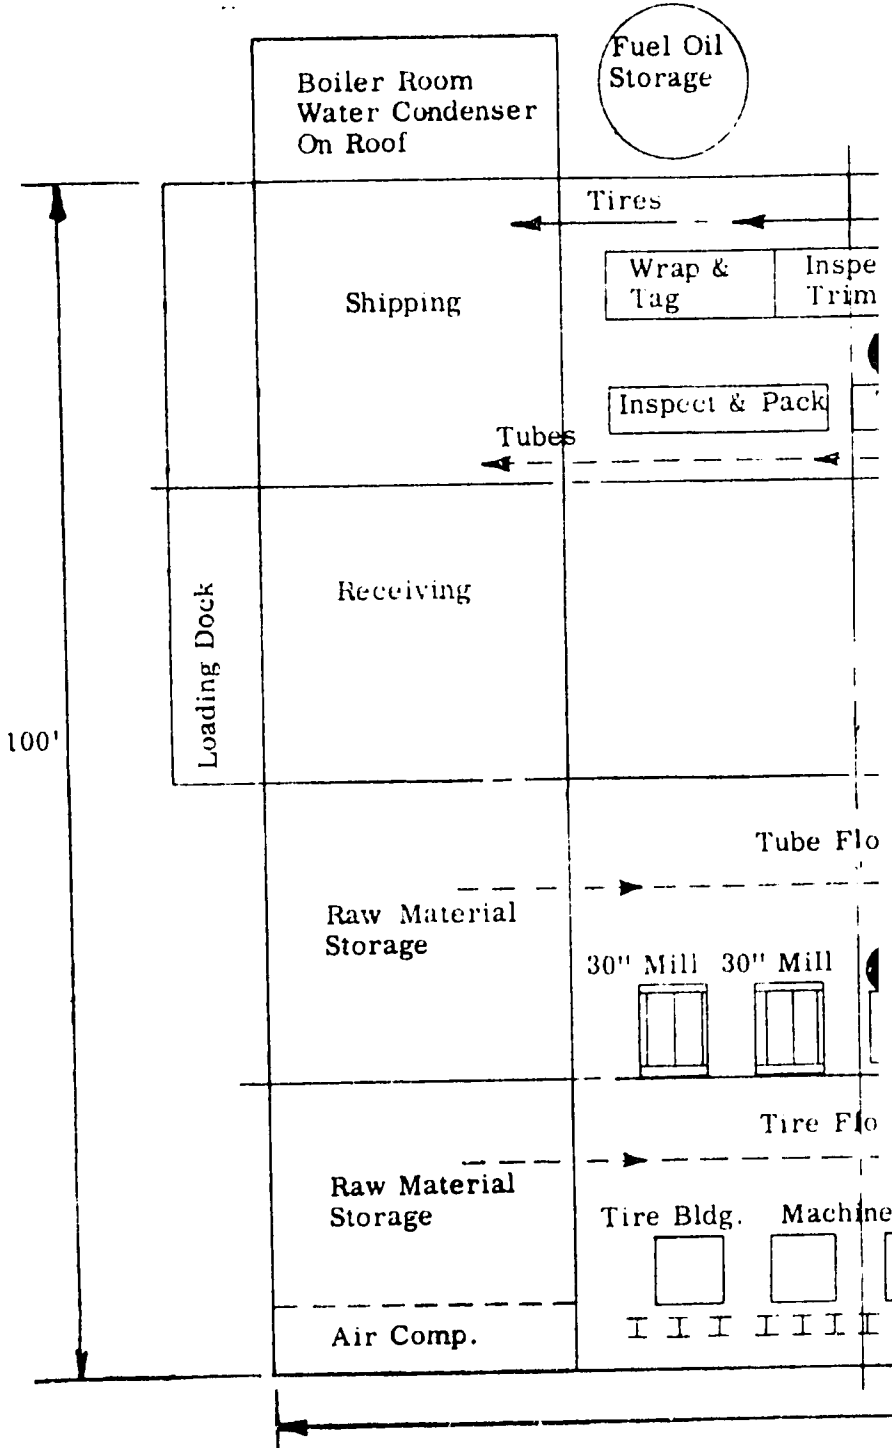 Fuel Oil
Storage
Boiler Room
Water Condenser
On Roof
Tires
Wrap &
Tag
Inspe
Trim
Shipping
Inspect & Pack
Tubes
Receiving
Loading Dock
100'
Tube Flo
Raw Material
Storage
30" Mill 30" Mill
Tire Flo
Raw Material
Storage
Tire Bldg. Machine
Air Comp.